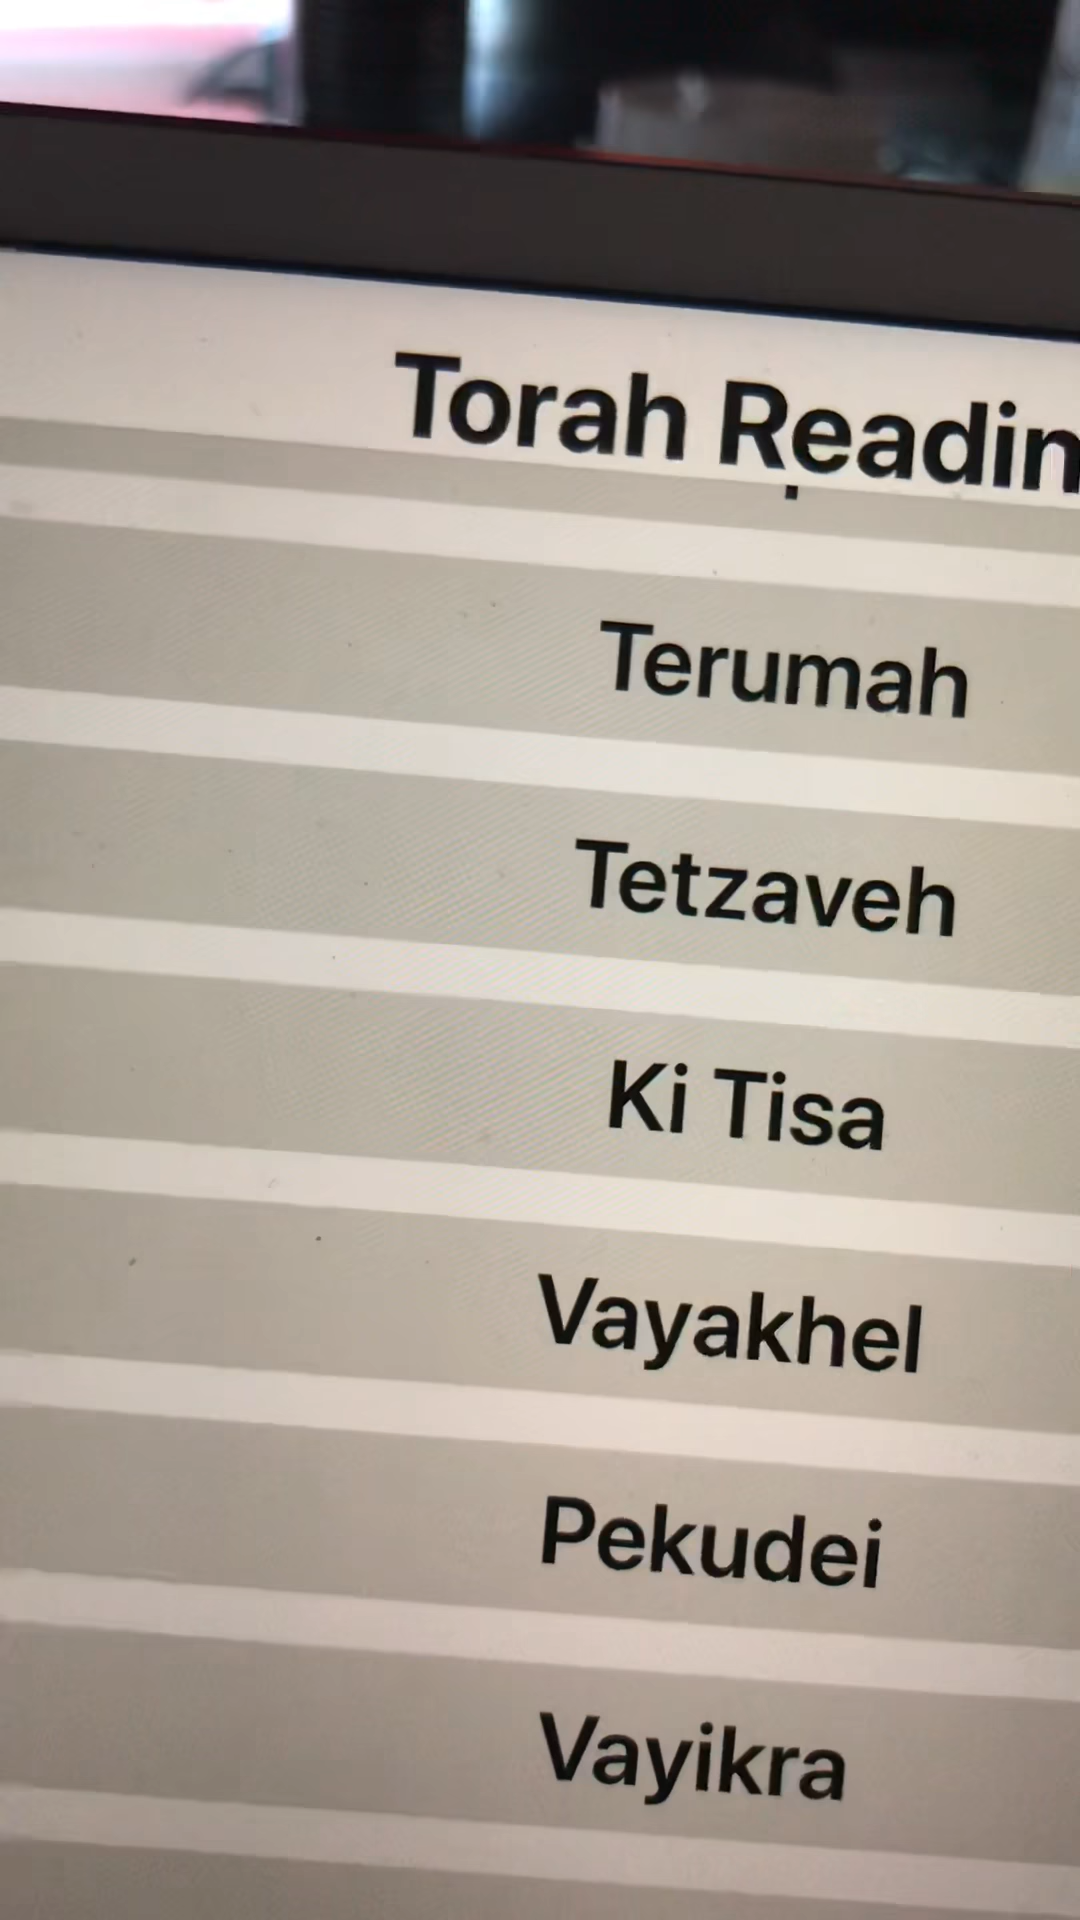 Torah Readin
Terumah
Tetzaveh
Ki Tisa
Vayakhel
Pekudei
Vayikra